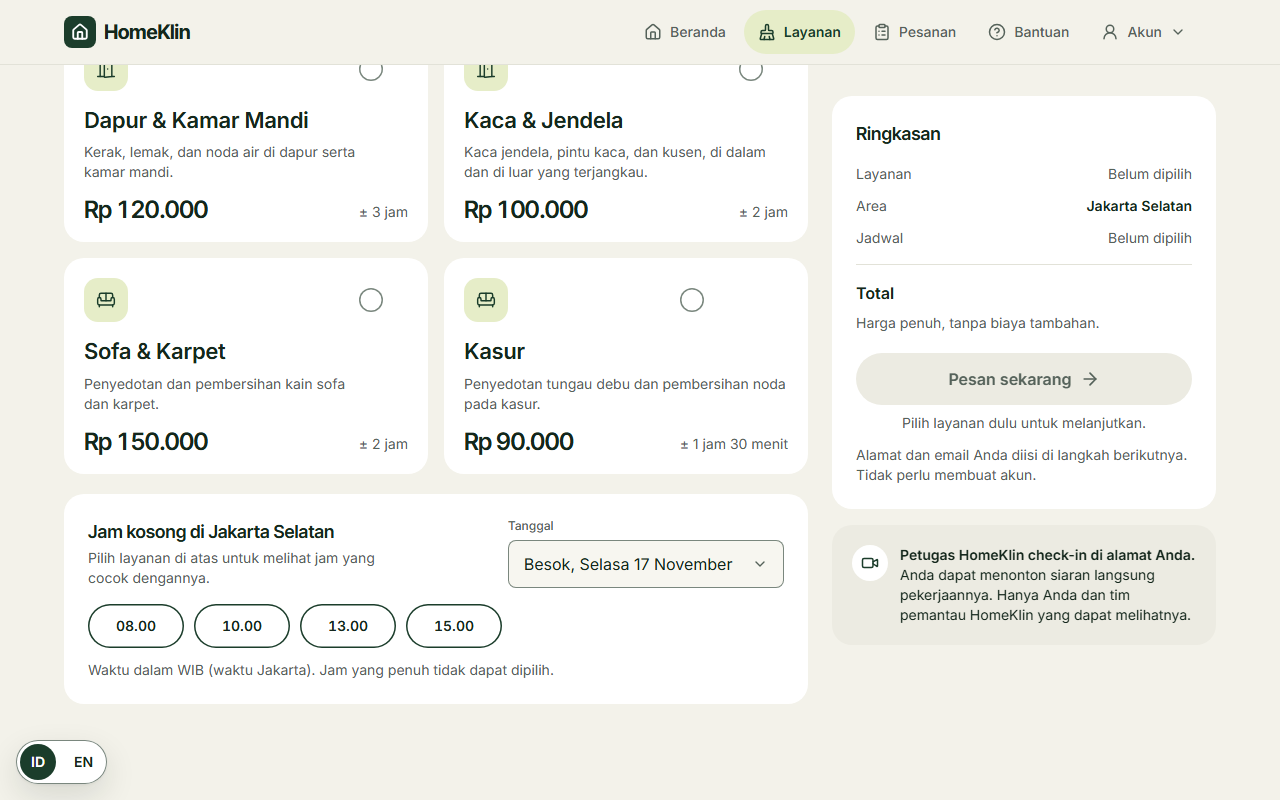 HomeKlin
Beranda
Layanan
Pesanan
Bantuan
Akun
Dapur & Kamar Mandi
Kerak, lemak, dan noda air di dapur serta
kamar mandi.
Rp 120.000
± 3 jam
Kaca & Jendela
Kaca jendela, pintu kaca, dan kusen, di dalam
dan di luar yang terjangkau.
Rp 100.000
± 2 jam
Sofa & Karpet
Penyedotan dan pembersihan kain sofa
dan karpet.
Rp 150.000
± 2 jam
Kasur
Penyedotan tungau debu dan pembersihan noda
pada kasur.
Rp 90.000
± 1 jam 30 menit
Jam kosong di Jakarta Selatan
Pilih layanan di atas untuk melihat jam yang
cocok dengannya.
Tanggal
Besok, Selasa 17 November
08.00
10.00
13.00
15.00
Waktu dalam WIB (waktu Jakarta). Jam yang penuh tidak dapat dipilih.
Ringkasan
Layanan
Belum dipilih
Area
Jakarta Selatan
Jadwal
Belum dipilih
Total
Harga penuh, tanpa biaya tambahan.
Pesan sekarang
Pilih layanan dulu untuk melanjutkan.
Alamat dan email Anda diisi di langkah berikutnya.
Tidak perlu membuat akun.
Petugas HomeKlin check-in di alamat Anda.
Anda dapat menonton siaran langsung
pekerjaannya. Hanya Anda dan tim
pemantau HomeKlin yang dapat melihatnya.
ID
EN